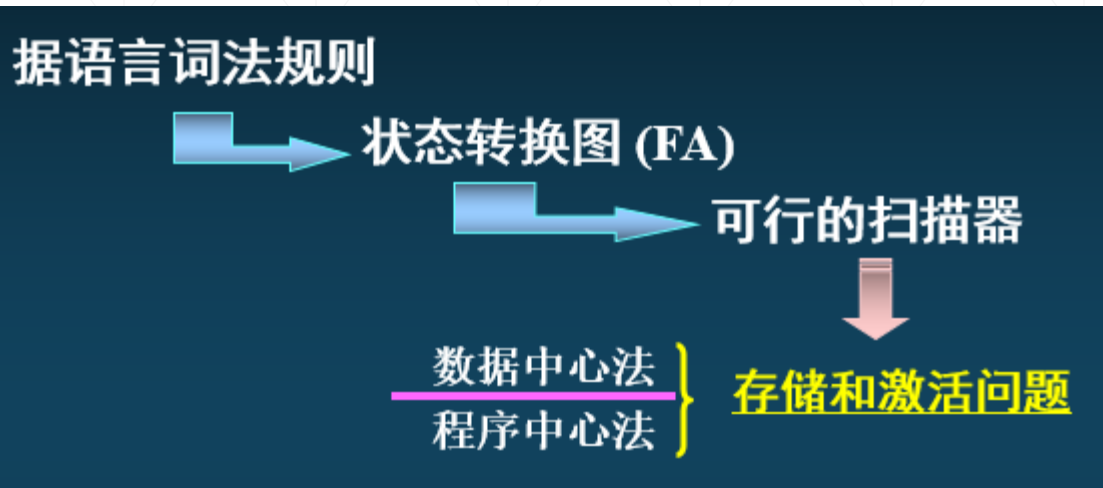 据语言词法规则
状态转换图 (FA)
可行的扫描器
数据中心法
存储和激活问题
程序中心法